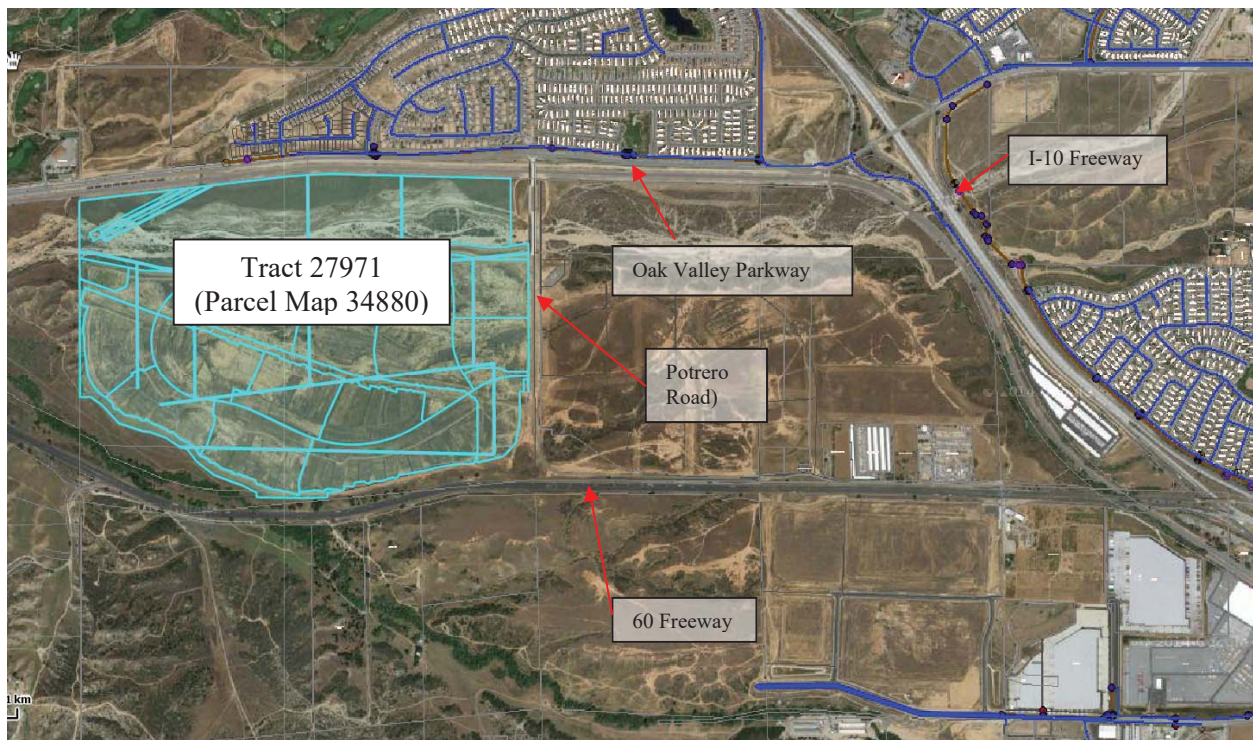 I-10 Freeway
Tract 27971
(Parcel Map 34880)
Oak Valley Parkway
Potrero
Road)
60 Freeway
1 km